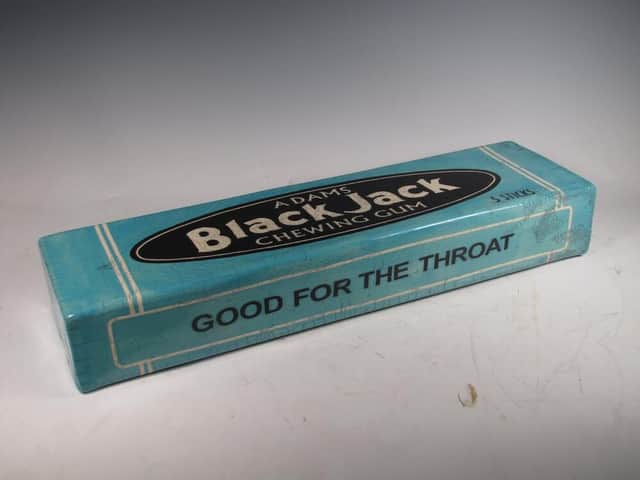 ADAMS
Black Jack
CHEWING GUM
5 STICKS
GOOD FOR THE THROAT